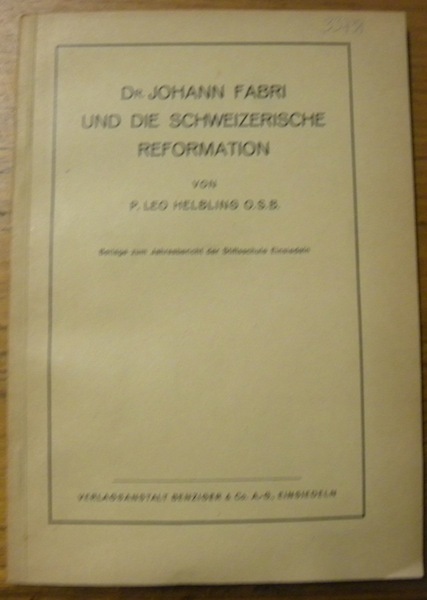 DR. JOHANN FABRI
UND DIE SCHWEIZERISCHE
REFORMATION
VON
P. LEO HELBLING O.S.B.
Beilage zum Jahresbericht der Stiftsschule Einsiedeln
VERLAGSANSTALT BENZIGER & Co. A.-G., EINSIEDELN